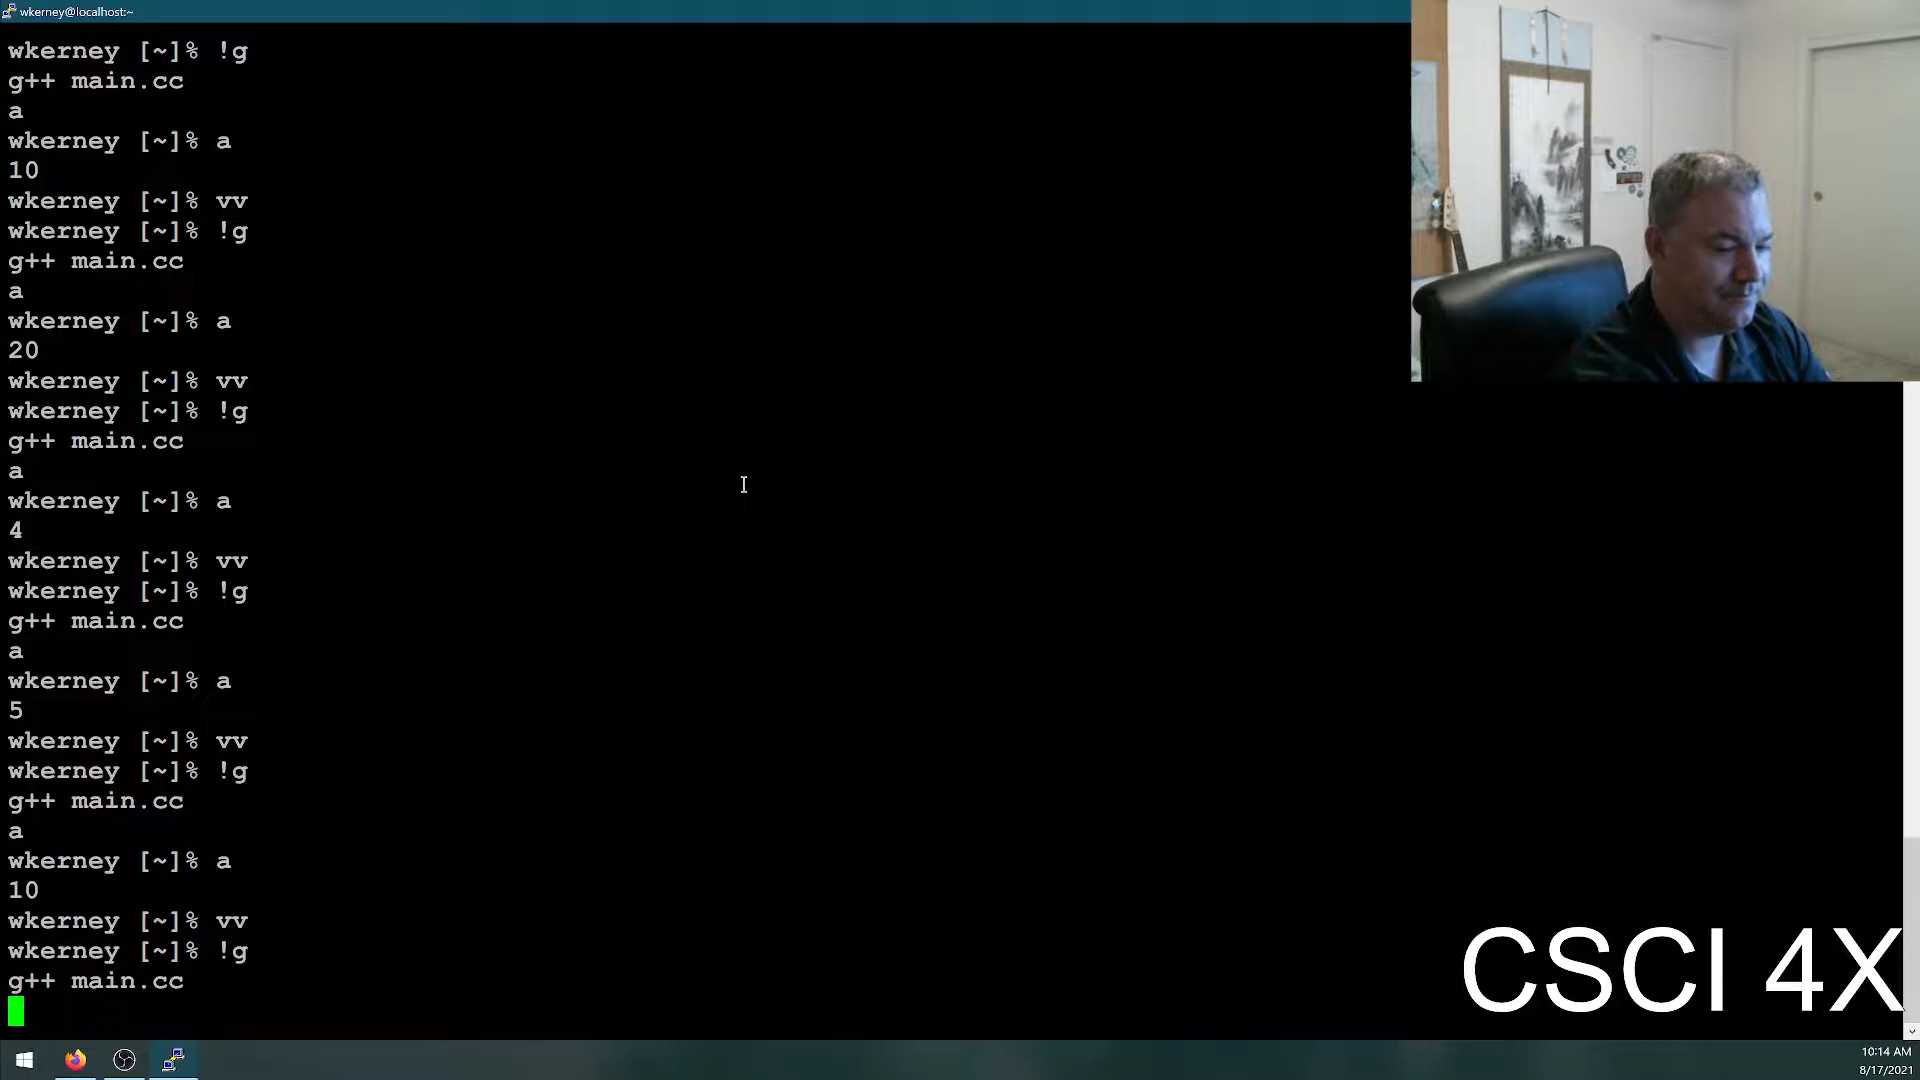 wkerney@localhost:~
wkerney [~]% !g
g++ main.cc
a
wkerney [~]% a
10
wkerney [~]% vv
wkerney [~]% !g
g++ main.cc
a
wkerney [~]% a
20
wkerney [~]% vv
wkerney [~]% !g
g++ main.cc
a
wkerney [~]% a
4
wkerney [~]% vv
wkerney [~]% !g
g++ main.cc
a
wkerney [~]% a
5
wkerney [~]% vv
wkerney [~]% !g
g++ main.cc
a
wkerney [~]% a
10
wkerney [~]% vv
wkerney [~]% !g
g++ main.cc
CSCI 4X
10:14 AM
8/17/2021